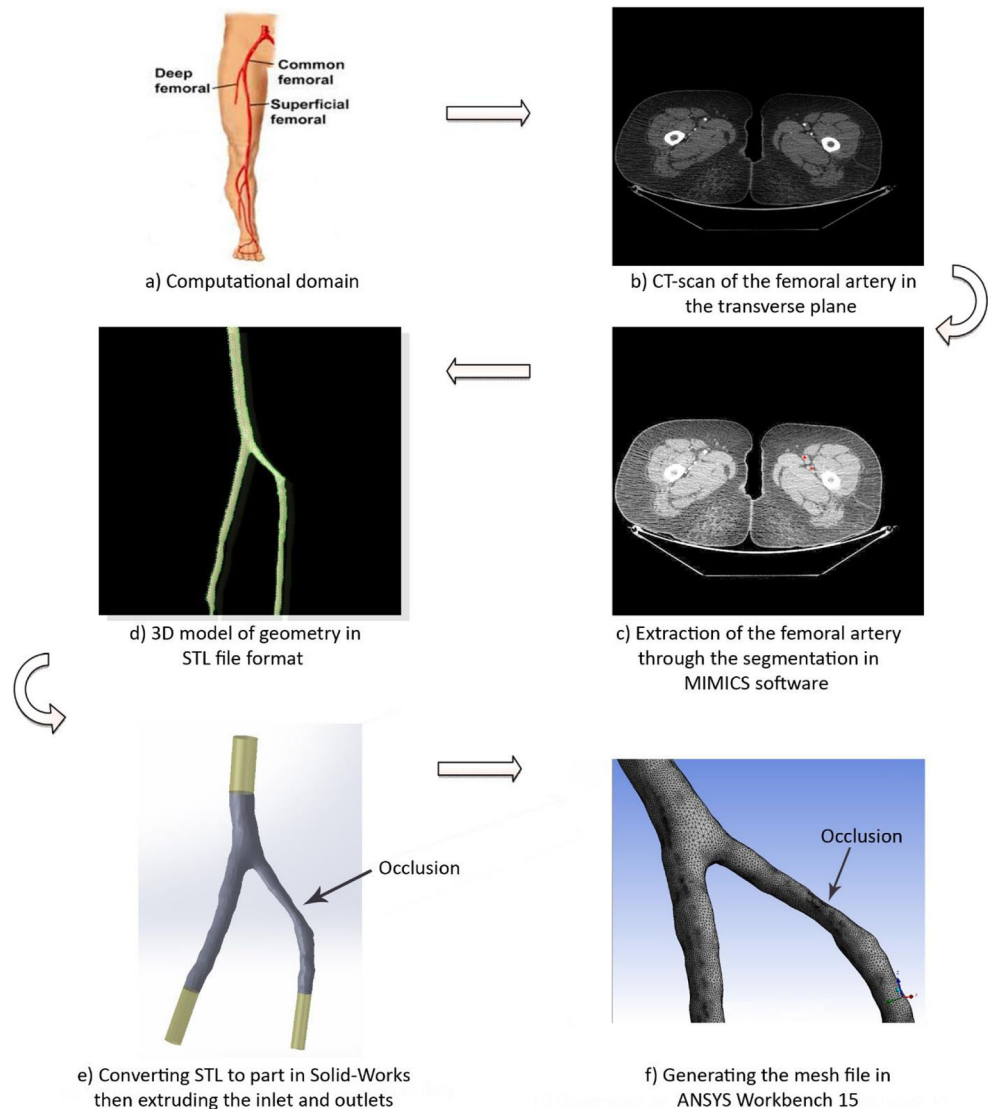 Deep
femoral
Common
femoral
Superficial
femoral
a) Computational domain
b) CT-scan of the femoral artery in
the transverse plane
d) 3D model of geometry in
STL file format
c) Extraction of the femoral artery
through the segmentation in
MIMICS software
Occlusion
Occlusion
e) Converting STL to part in Solid-Works
then extruding the inlet and outlets
f) Generating the mesh file in
ANSYS Workbench 15